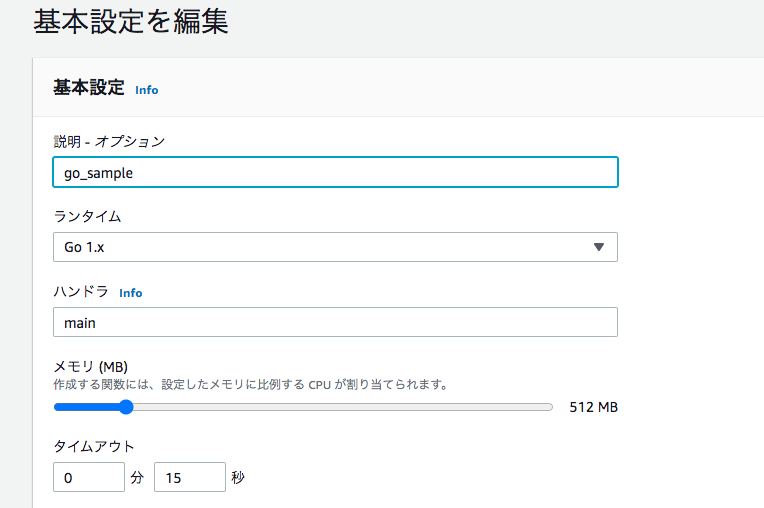 基本設定を編集
基本設定 Info
説明 - オプション
go_sample
ランタイム
Go 1.x
ハンドラ Info
main
メモリ (MB)
作成する関数には、設定したメモリに比例する CPU が割り当てられます。
512 MB
タイムアウト
0 分 15 秒